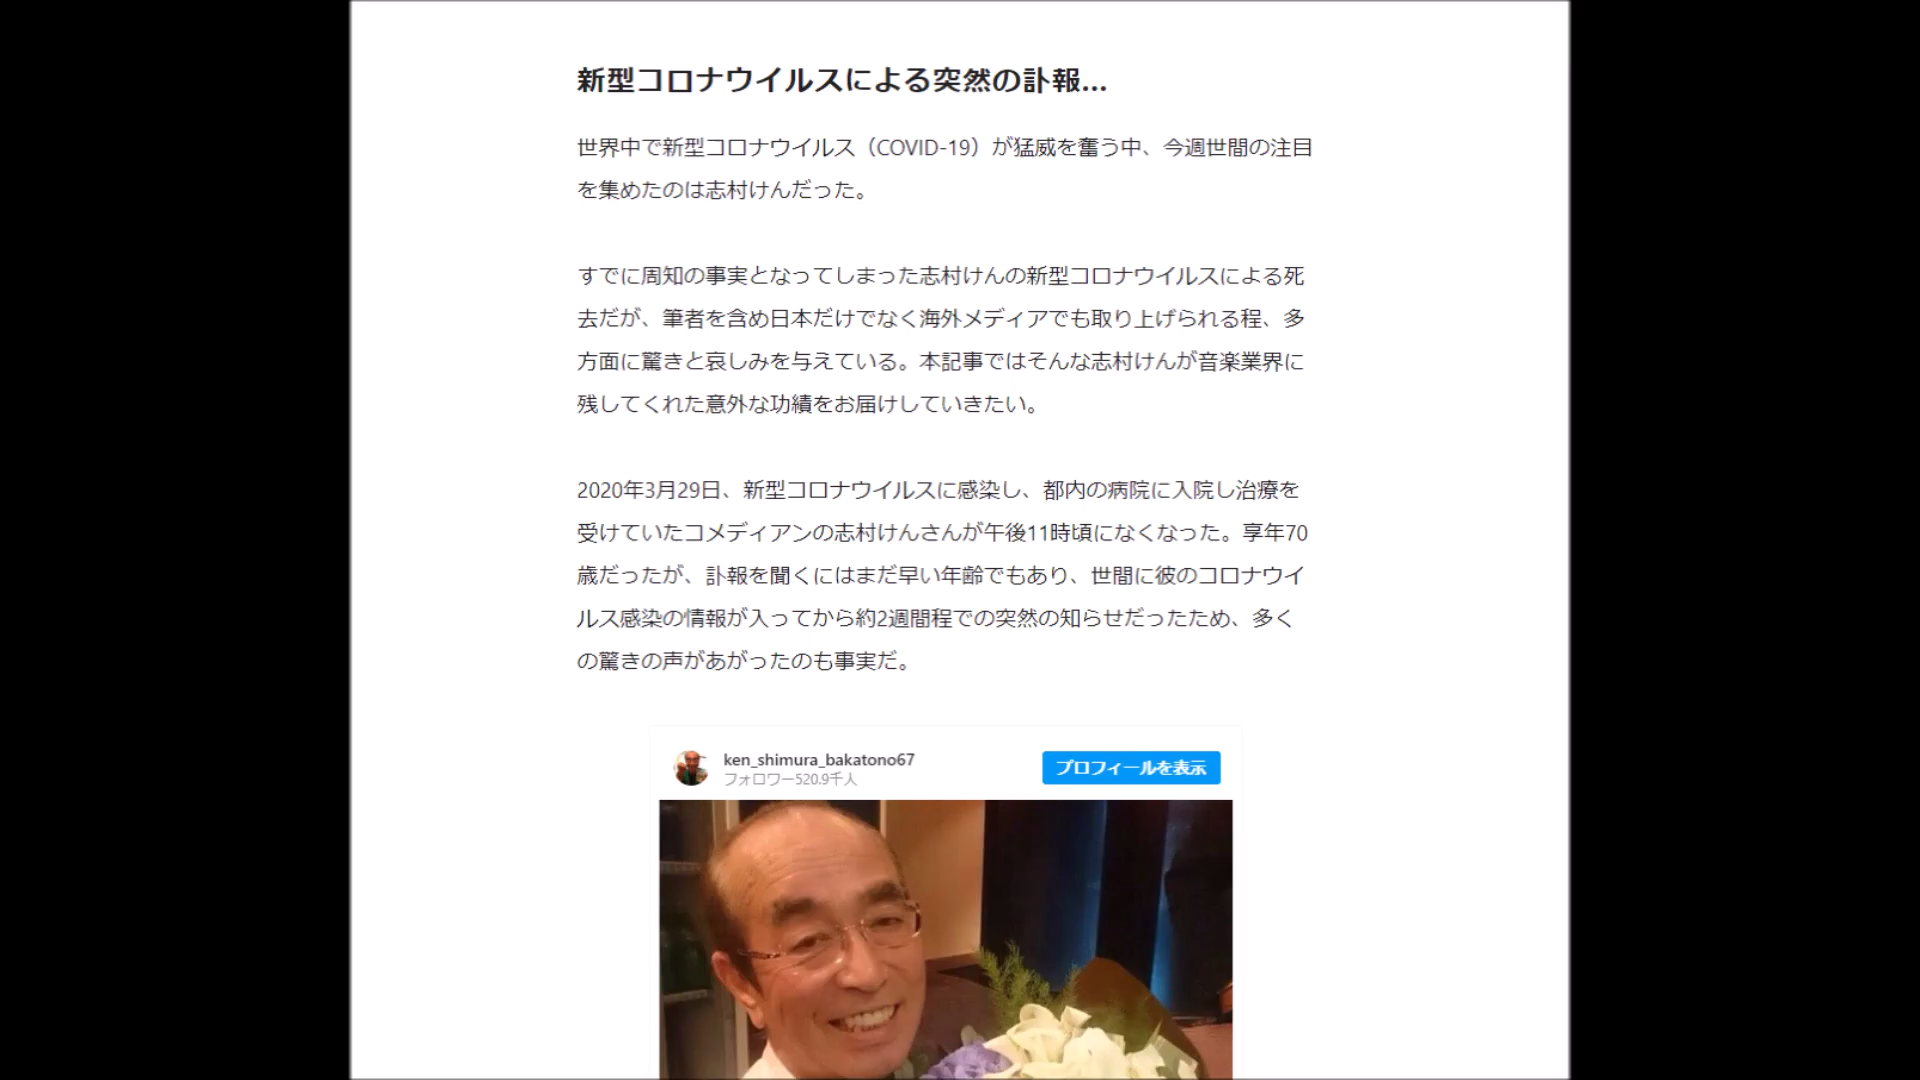 新型コロナウイルスによる突然の訃報...
世界中で新型コロナウイルス（COVID-19）が猛威を奮う中、今週世間の注目
を集めたのは志村けんだった。
すでに周知の事実となってしまった志村けんの新型コロナウイルスによる死
去だが、筆者を含め日本だけでなく海外メディアでも取り上げられる程、多
方面に驚きと哀しみを与えている。本記事ではそんな志村けんが音楽業界に
残してくれた意外な功績をお届けしていきたい。
2020年3月29日、新型コロナウイルスに感染し、都内の病院に入院し治療を
受けていたコメディアンの志村けんさんが午後11時頃になくなった。享年70
歳だったが、訃報を聞くにはまだ早い年齢でもあり、世間に彼のコロナウイ
ルス感染の情報が入ってから約2週間程での突然の知らせだったため、多く
の驚きの声があがったのも事実だ。
ken_shimura_bakatono67
フォロワー520.9千人
プロフィールを表示